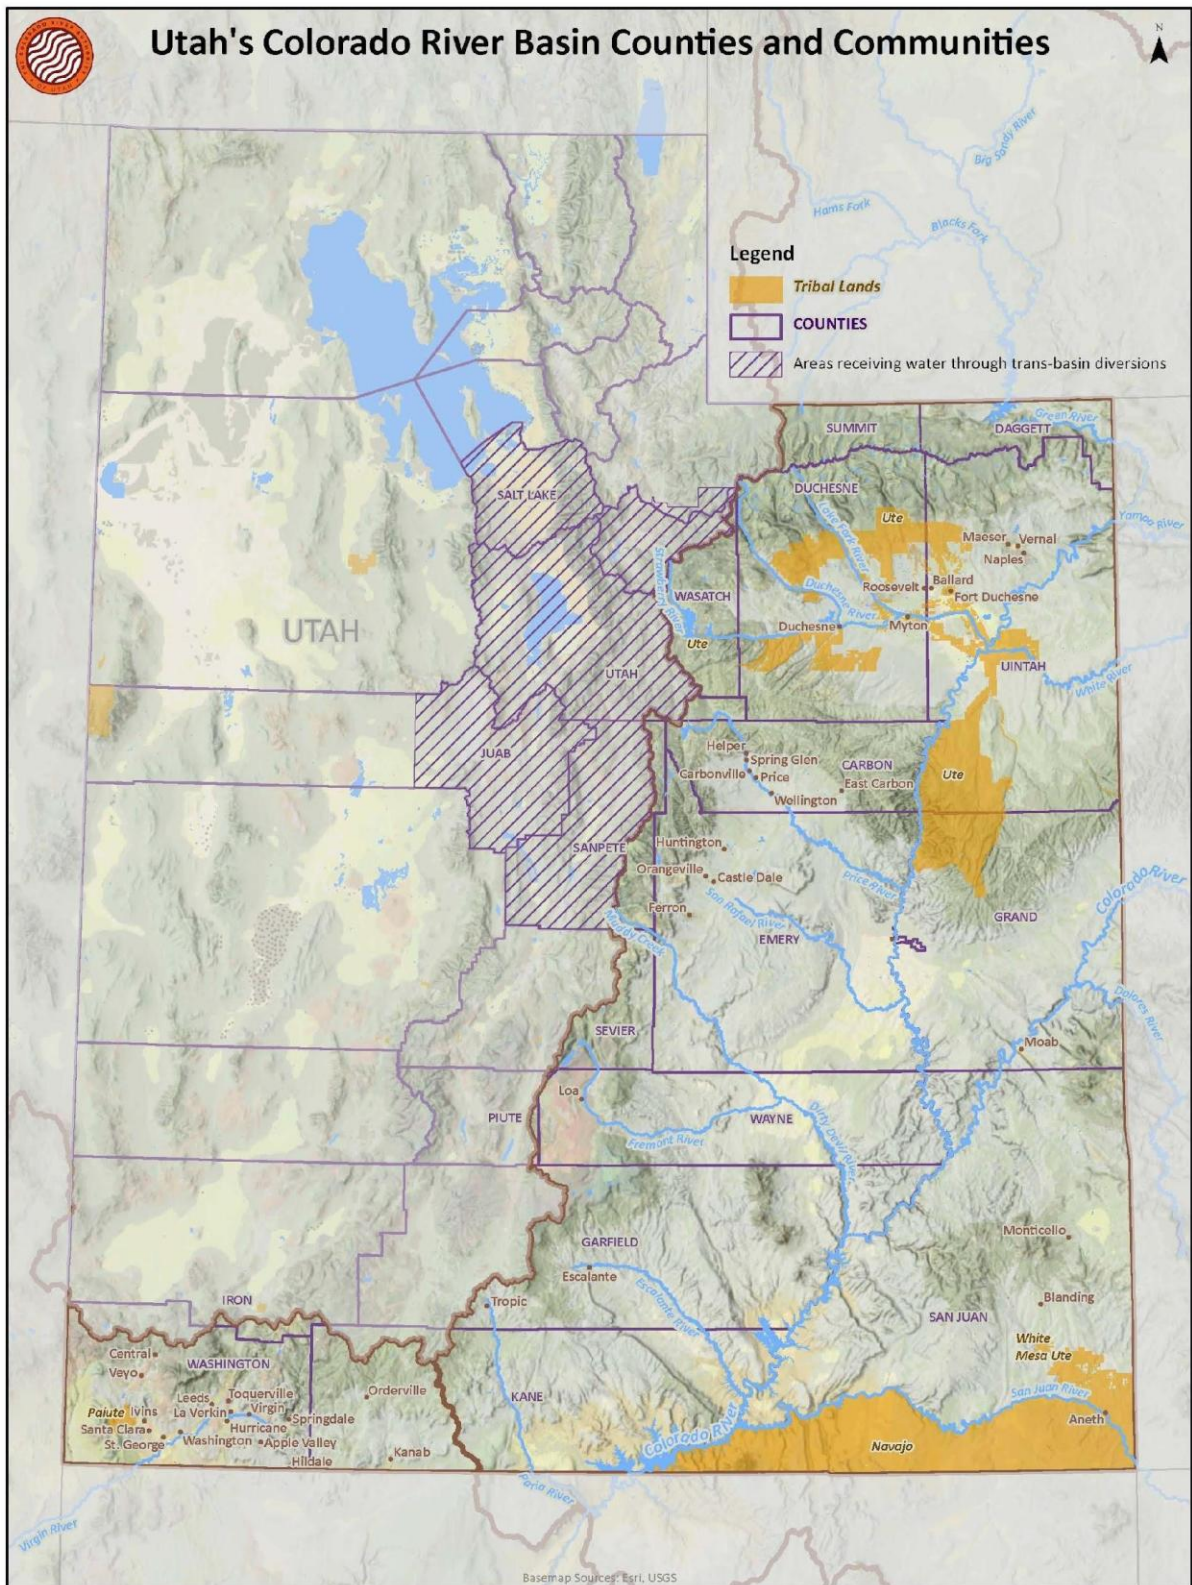 Utah's Colorado River Basin Counties and Communities
N
Big Sandy River
Hams Fork
Blacks Fork
Legend
Tribal Lands
COUNTIES
Areas receiving water through trans-basin diversions
Green River
SUMMIT
DAGGETT
DUCHESNE
SALT LAKE
Lake Fork River
Ute
Yampa River
Maeser
Vernal
Naples
Strawberry River
WASATCH
Roosevelt
Ballard
Fort Duchesne
Duchesne River
Duchesne
Myton
UTAH
Ute
UINTAH
UTAH
White River
JUAB
Helper
Spring Glen
CARBON
Carbonville
Price
East Carbon
Ute
Wellington
SANPETE
Huntington
Orangeville
Castle Dale
Price River
Colorado River
San Rafael River
Ferron
Muddy Creek
EMERY
GRAND
Dolores River
SEVIER
Moab
Loa
PIUTE
Dirty Devil River
WAYNE
Fremont River
Monticello
GARFIELD
Escalante
Escalante River
IRON
Tropic
Blanding
SAN JUAN
White
Mesa Ute
Central
WASHINGTON
Veyo
KANE
Orderville
San Juan River
Leeds
Toquerville
Paiute
Ivins
La Verkin
Virgin
Santa Clara
Hurricane
Springdale
Aneth
St. George
Washington
Apple Valley
Colorado River
Navajo
Hildale
Kanab
Paria River
Virgin River
Basemap Sources: Esri, USGS